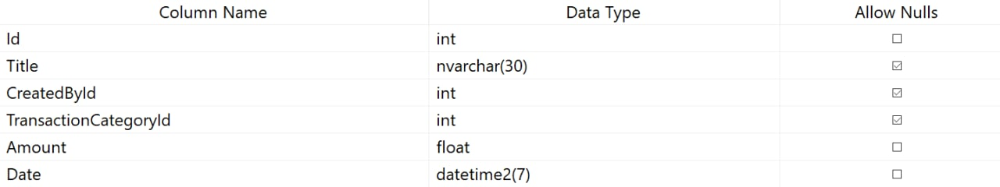 Column Name Data Type Allow Nulls
Id int
Title nvarchar(30)
CreatedById int
TransactionCategoryId int
Amount float
Date datetime2(7)